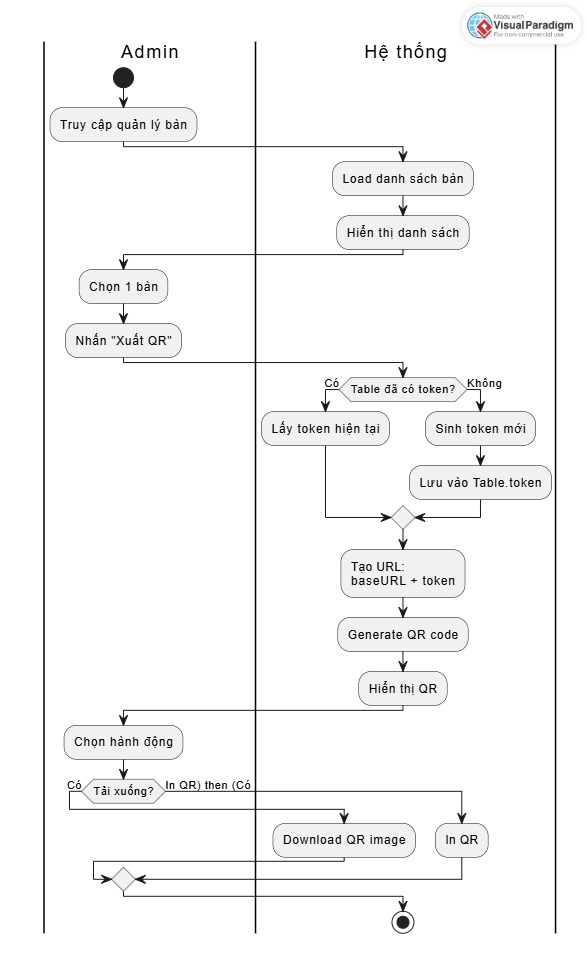 Made with
VisualParadigm
For non-commercial use
Admin
Hệ thống
Truy cập quản lý bàn
Load danh sách bàn
Hiển thị danh sách
Chọn 1 bàn
Nhấn "Xuất QR"
Có
Table đã có token?
Không
Lấy token hiện tại
Sinh token mới
Lưu vào Table.token
Tạo URL:
baseURL + token
Generate QR code
Hiển thị QR
Chọn hành động
Có
Tải xuống?
In QR) then (Có
Download QR image
In QR